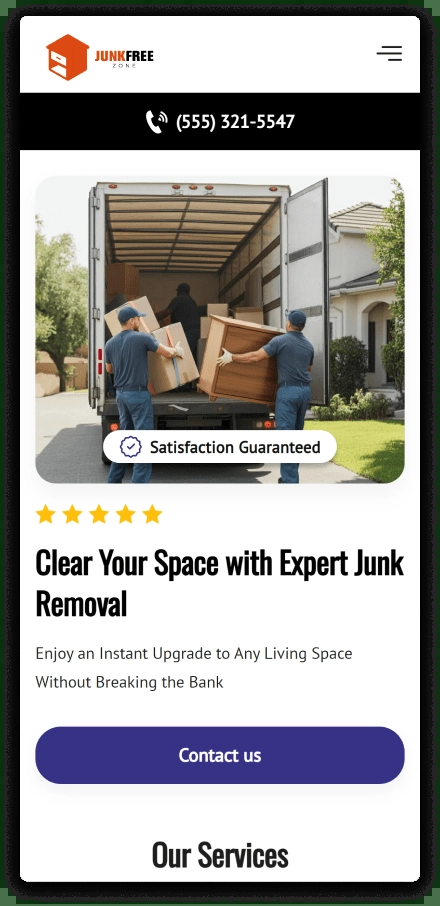 JUNKFREE
ZONE
(555) 321-5547
Satisfaction Guaranteed
Clear Your Space with Expert Junk
Removal
Enjoy an Instant Upgrade to Any Living Space
Without Breaking the Bank
Contact us
Our Services